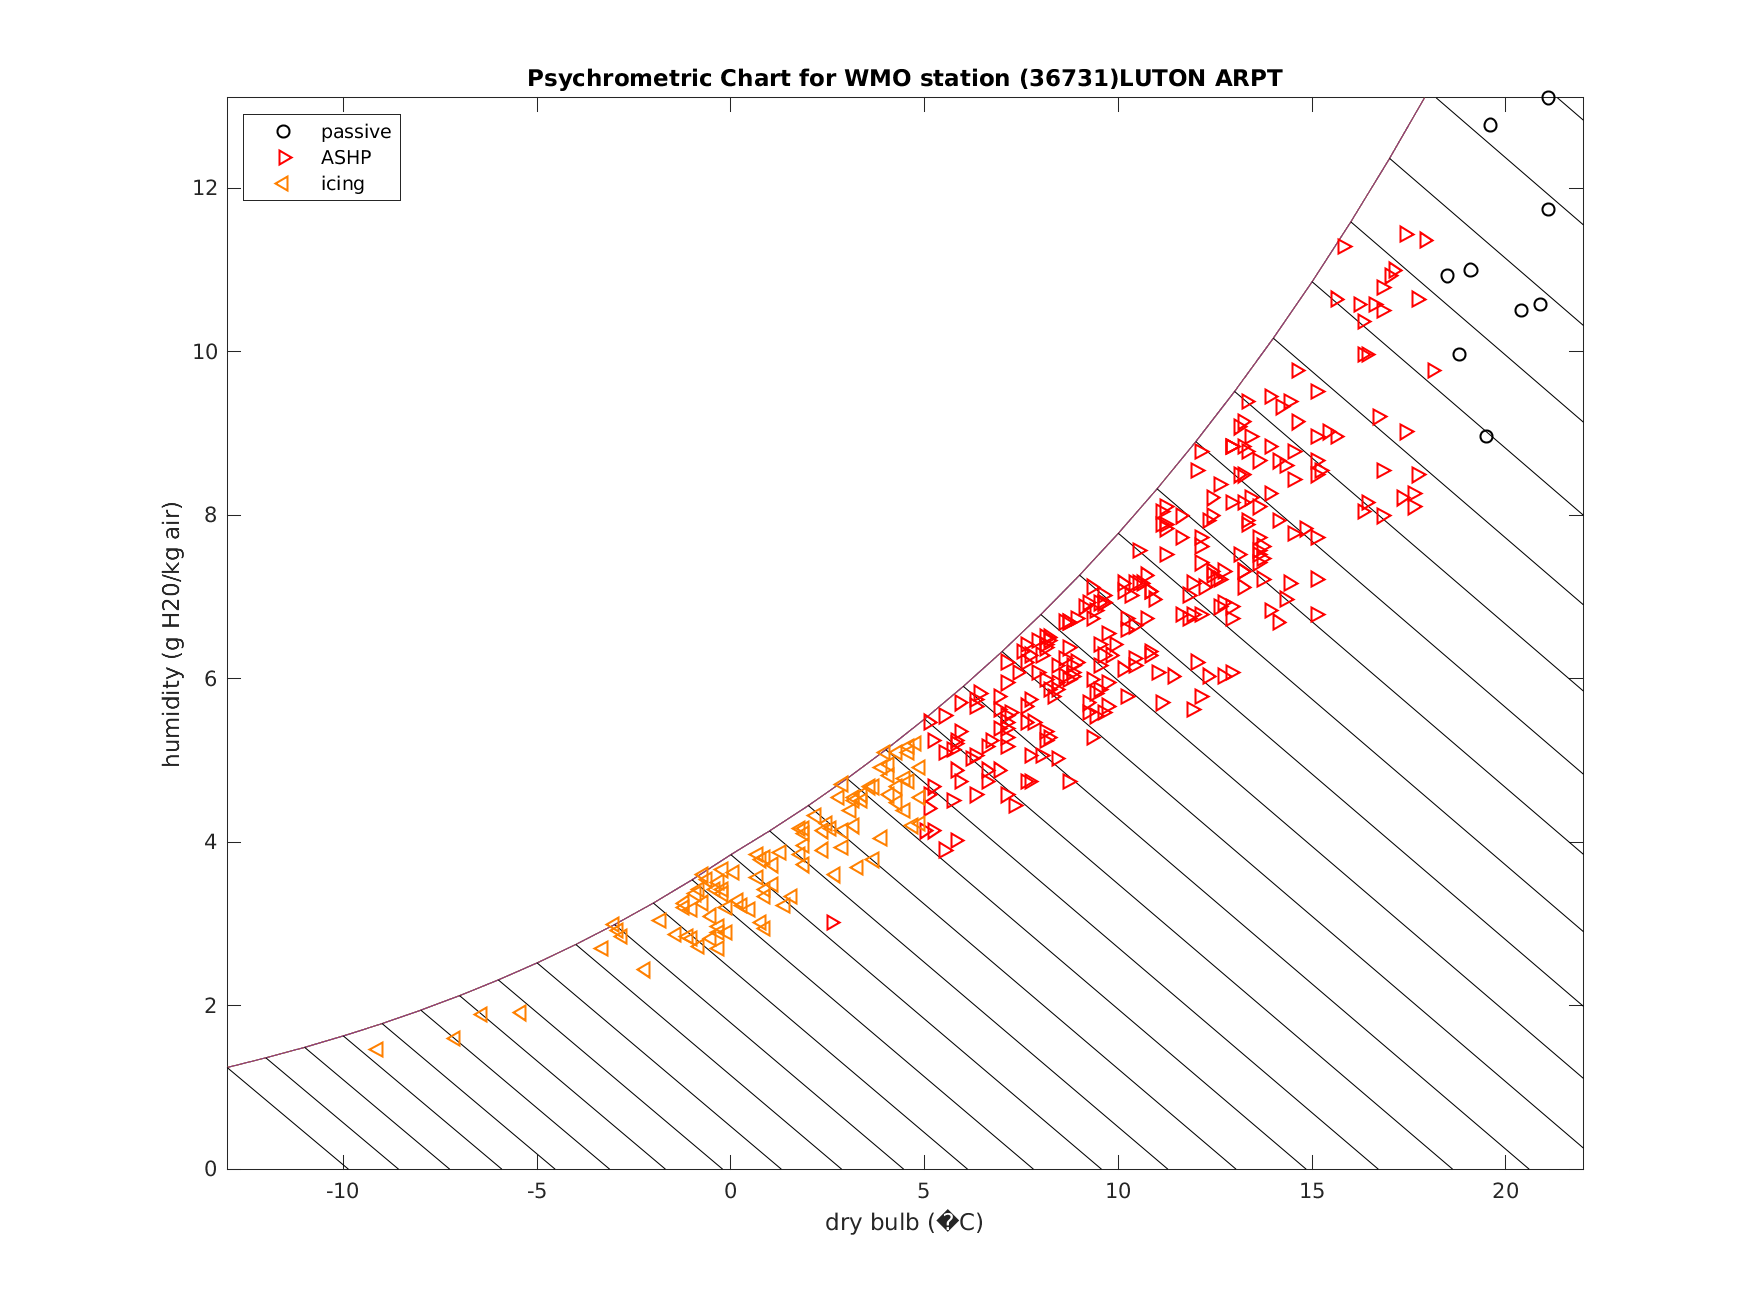 Psychrometric Chart for WMO station (36731)LUTON ARPT
passive
ASHP
icing
humidity (g H20/kg air)
12
10
8
6
4
2
0
-10 -5 0 5 10 15 20
dry bulb (�C)